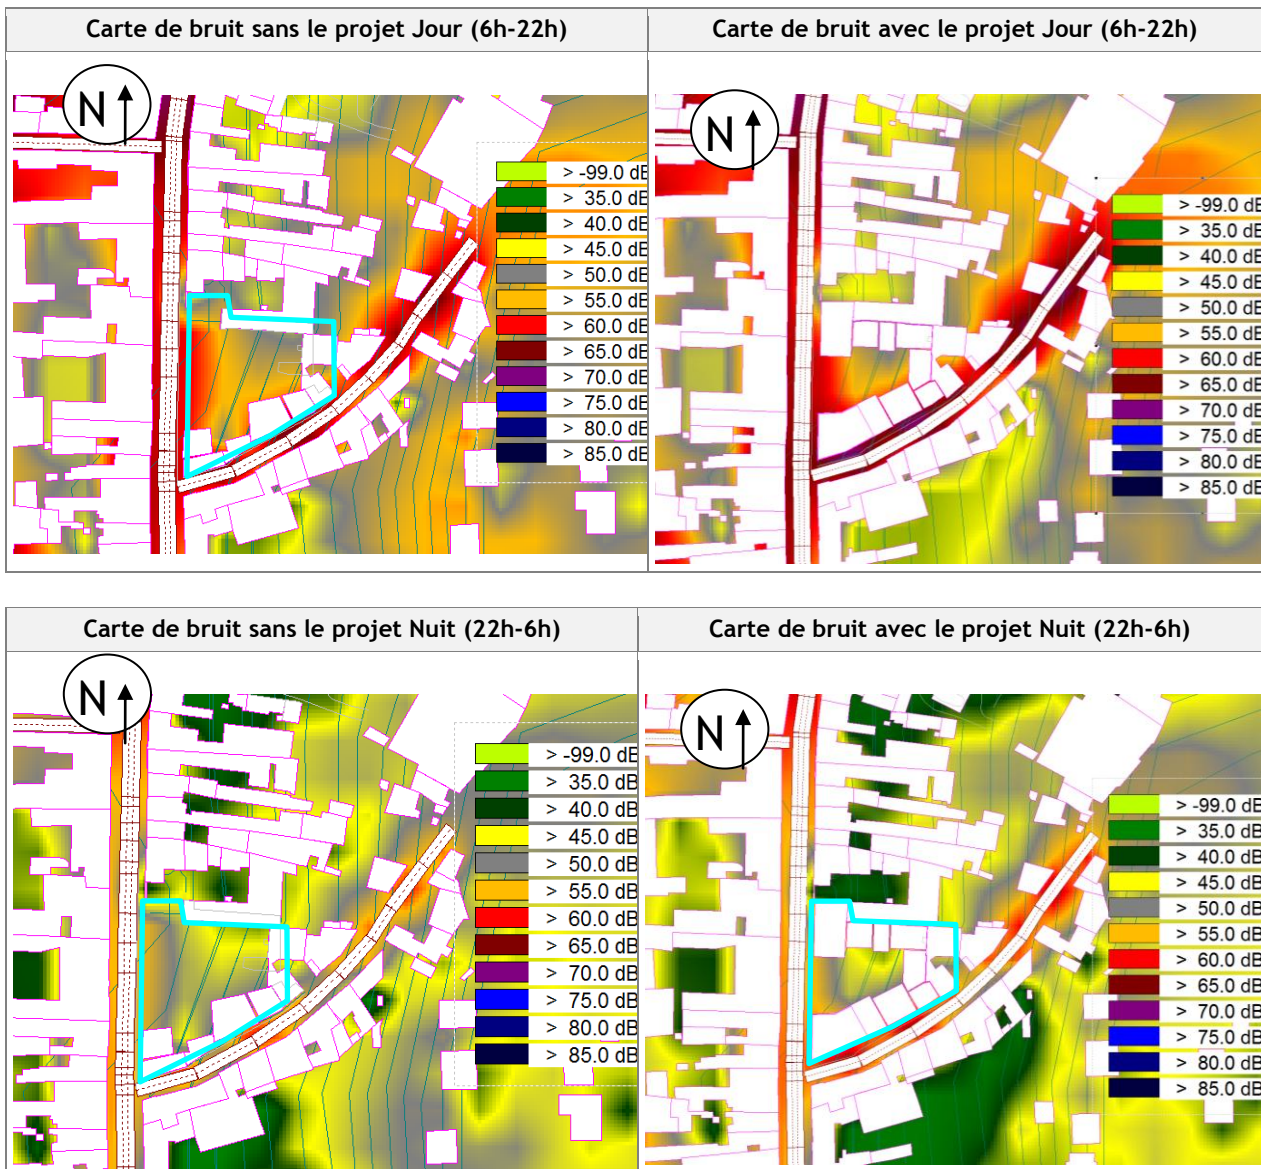 Carte de bruit sans le projet Jour (6h-22h)
Carte de bruit avec le projet Jour (6h-22h)
N
> -99.0 dB
> 35.0 dB
> 40.0 dB
> 45.0 dB
> 50.0 dB
> 55.0 dB
> 60.0 dB
> 65.0 dB
> 70.0 dB
> 75.0 dB
> 80.0 dB
> 85.0 dB
N
> -99.0 dB
> 35.0 dB
> 40.0 dB
> 45.0 dB
> 50.0 dB
> 55.0 dB
> 60.0 dB
> 65.0 dB
> 70.0 dB
> 75.0 dB
> 80.0 dB
> 85.0 dB
Carte de bruit sans le projet Nuit (22h-6h)
Carte de bruit avec le projet Nuit (22h-6h)
N
> -99.0 dB
> 35.0 dB
> 40.0 dB
> 45.0 dB
> 50.0 dB
> 55.0 dB
> 60.0 dB
> 65.0 dB
> 70.0 dB
> 75.0 dB
> 80.0 dB
> 85.0 dB
N
> -99.0 dB
> 35.0 dB
> 40.0 dB
> 45.0 dB
> 50.0 dB
> 55.0 dB
> 60.0 dB
> 65.0 dB
> 70.0 dB
> 75.0 dB
> 80.0 dB
> 85.0 dB